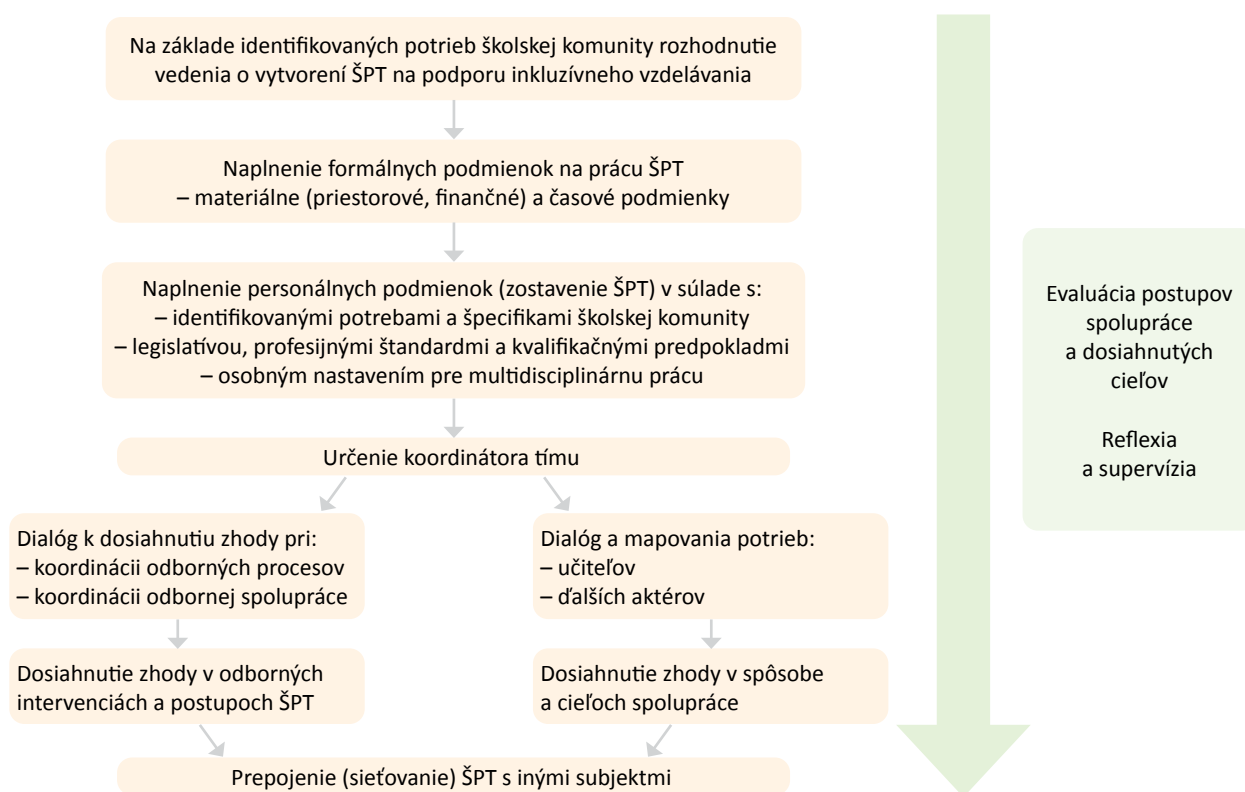 Na základe identifikovaných potrieb školskej komunity rozhodnutie
vedenia o vytvorení ŠPT na podporu inkluzívneho vzdelávania
Naplnenie formálnych podmienok na prácu ŠPT
– materiálne (priestorové, finančné) a časové podmienky
Naplnenie personálnych podmienok (zostavenie ŠPT) v súlade s:
– identifikovanými potrebami a špecifikami školskej komunity
– legislatívou, profesijnými štandardmi a kvalifikačnými predpokladmi
– osobným nastavením pre multidisciplinárnu prácu
Určenie koordinátora tímu
Dialóg k dosiahnutiu zhody pri:
– koordinácii odborných procesov
– koordinácii odbornej spolupráce
Dialóg a mapovania potrieb:
– učiteľov
– ďalších aktérov
Dosiahnutie zhody v odborných
intervenciách a postupoch ŠPT
Dosiahnutie zhody v spôsobe
a cieľoch spolupráce
Prepojenie (sieťovanie) ŠPT s inými subjektmi
Evaluácia postupov
spolupráce
a dosiahnutých
cieľov
Reflexia
a supervízia